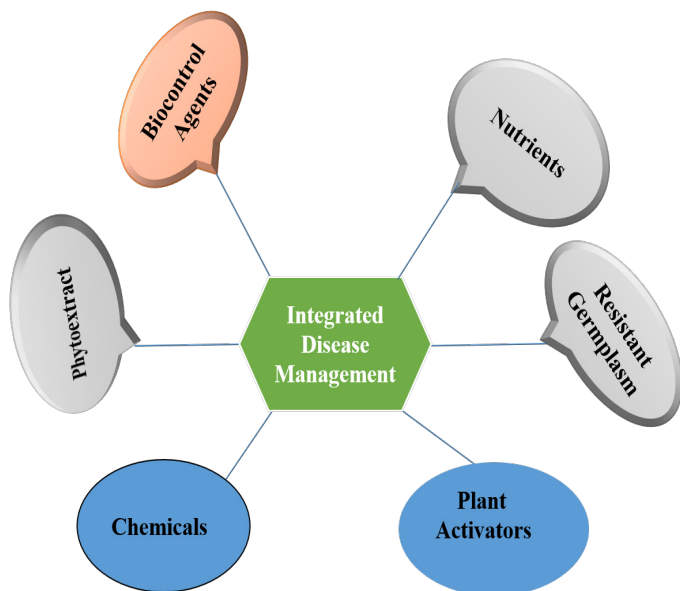 Biocontrol
Agents
Nutrients
Phytoextract
Integrated
Disease
Management
Resistant
Germplasm
Chemicals
Plant
Activators